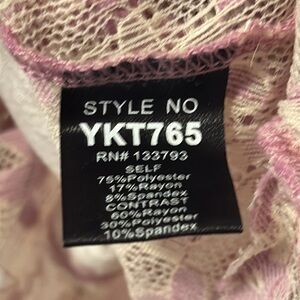 STYLE NO
YKT765
RN# 133793
SELF
75%Polyester
17%Rayon
8%Spandex
CONTRAST
60%Rayon
30%Polyester
10%Spandex